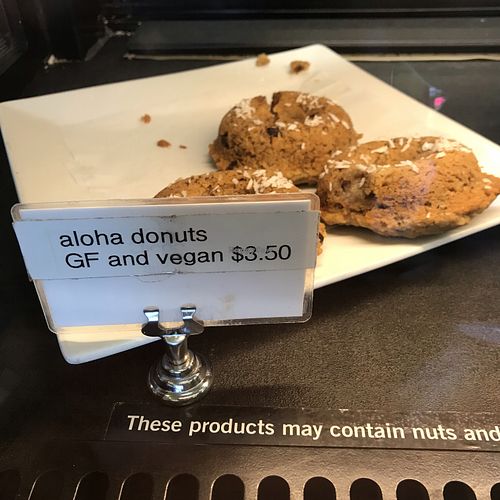 aloha donuts
GF and vegan $3.50
These products may contain nuts and